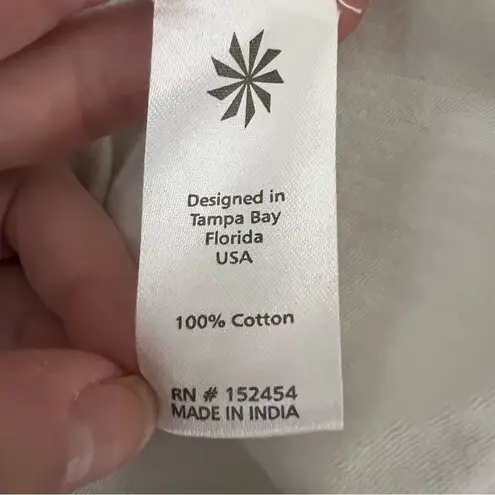 Designed in
Tampa Bay
Florida
USA
100% Cotton
RN # 152454
MADE IN INDIA